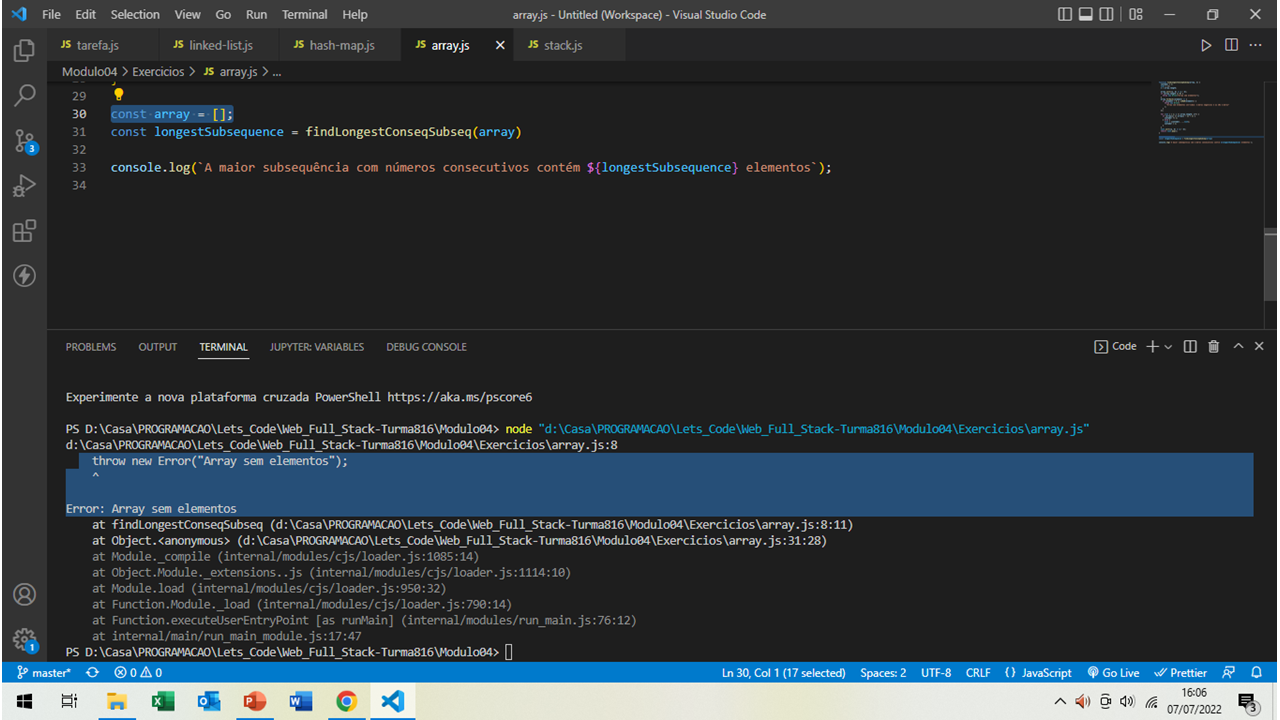 File Edit Selection View Go Run Terminal Help array.js - Untitled (Workspace) - Visual Studio Code
JS tarefa.js JS linked-list.js JS hash-map.js JS array.js JS stack.js
Modulo04 > Exercicios > JS array.js > ...
29
30 const array = [];
31 const longestSubsequence = findLongestConseqSubseq(array)
32
33 console.log(`A maior subsequência com números consecutivos contém ${longestSubsequence} elementos`);
34
3
PROBLEMS OUTPUT TERMINAL JUPYTER: VARIABLES DEBUG CONSOLE Code
Experimente a nova plataforma cruzada PowerShell https://aka.ms/pscore6
PS D:\Casa\PROGRAMACAO\Lets_Code\Web_Full_Stack-Turma816\Modulo04> node "d:\Casa\PROGRAMACAO\Lets_Code\Web_Full_Stack-Turma816\Modulo04\Exercicios\array.js"
d:\Casa\PROGRAMACAO\Lets_Code\Web_Full_Stack-Turma816\Modulo04\Exercicios\array.js:8
throw new Error("Array sem elementos");
^
Error: Array sem elementos
at findLongestConseqSubseq (d:\Casa\PROGRAMACAO\Lets_Code\Web_Full_Stack-Turma816\Modulo04\Exercicios\array.js:8:11)
at Object.<anonymous> (d:\Casa\PROGRAMACAO\Lets_Code\Web_Full_Stack-Turma816\Modulo04\Exercicios\array.js:31:28)
at Module._compile (internal/modules/cjs/loader.js:1085:14)
at Object.Module._extensions..js (internal/modules/cjs/loader.js:1114:10)
at Module.load (internal/modules/cjs/loader.js:950:32)
at Function.Module._load (internal/modules/cjs/loader.js:790:14)
at Function.executeUserEntryPoint [as runMain] (internal/modules/run_main.js:76:12)
at internal/main/run_main_module.js:17:47
PS D:\Casa\PROGRAMACAO\Lets_Code\Web_Full_Stack-Turma816\Modulo04>
1
master* 0 0 Ln 30, Col 1 (17 selected) Spaces: 2 UTF-8 CRLF {} JavaScript Go Live Prettier
16:06
07/07/2022
3